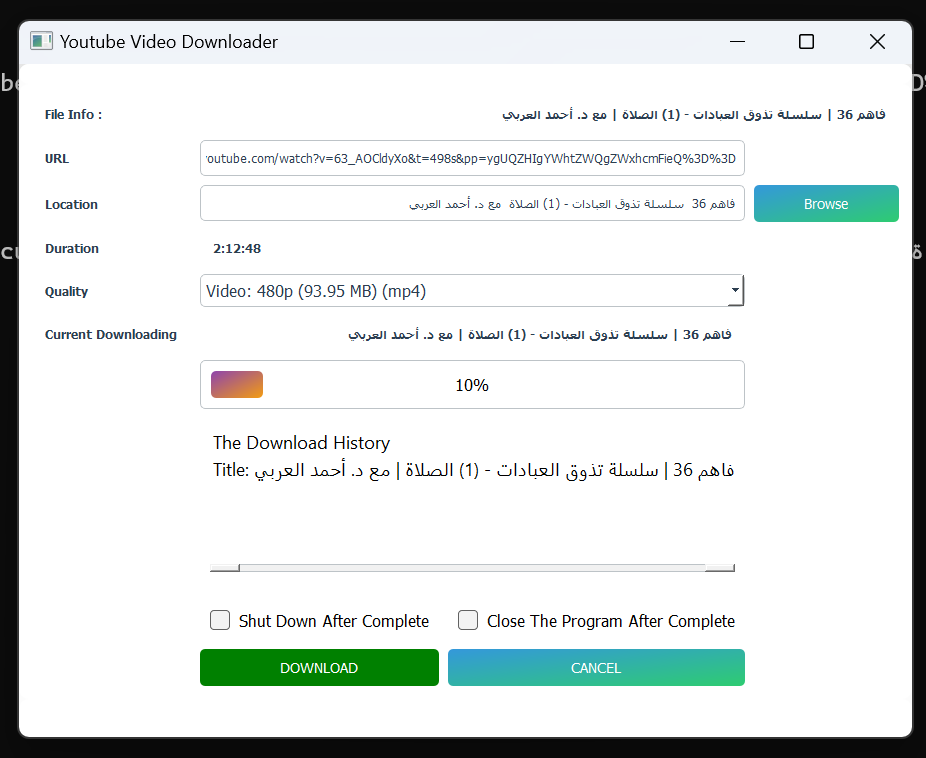 Youtube Video Downloader
File Info :
فاهم 36 | سلسلة تذوق العبادات - (1) الصلاة | مع د. أحمد العربي
URL
outube.com/watch?v=63_AOCldyXo&t=498s&pp=ygUQZHIgYWhtZWQgZWxhcmFieQ%3D%3D
Location
فاهم 36 سلسلة تذوق العبادات - (1) الصلاة مع د. أحمد العربي
Browse
Duration
2:12:48
Quality
Video: 480p (93.95 MB) (mp4)
Current Downloading
فاهم 36 | سلسلة تذوق العبادات - (1) الصلاة | مع د. أحمد العربي
10%
The Download History
Title: فاهم 36 | سلسلة تذوق العبادات - (1) الصلاة | مع د. أحمد العربي
Shut Down After Complete
Close The Program After Complete
DOWNLOAD
CANCEL